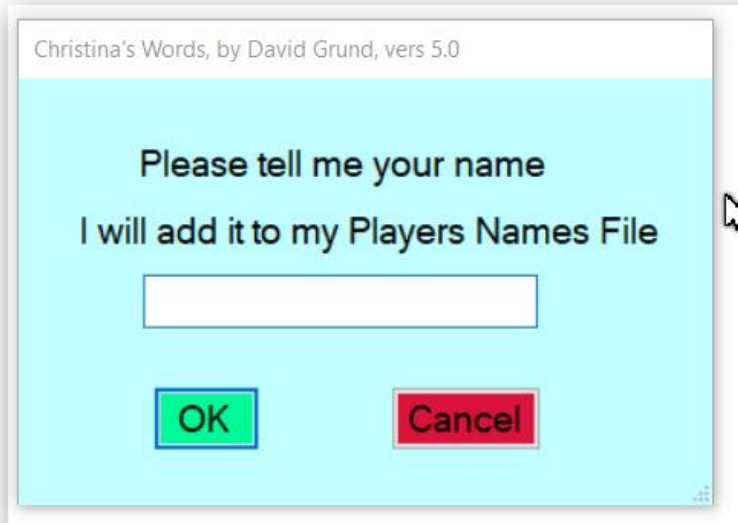 Christina's Words, by David Grund, vers 5.0
Please tell me your name
I will add it to my Players Names File
OK
Cancel